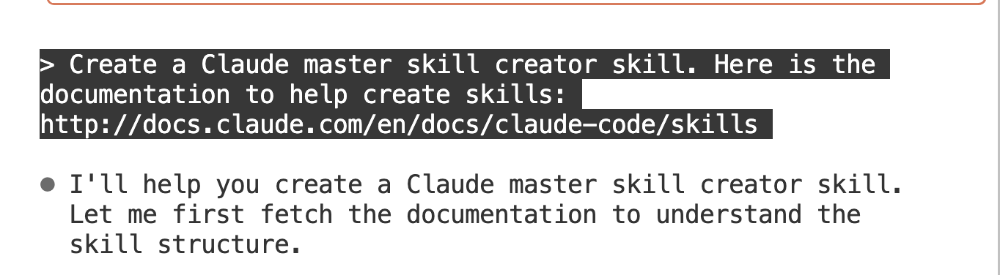 > Create a Claude master skill creator skill. Here is the
documentation to help create skills:
http://docs.claude.com/en/docs/claude-code/skills
● I'll help you create a Claude master skill creator skill.
Let me first fetch the documentation to understand the
skill structure.